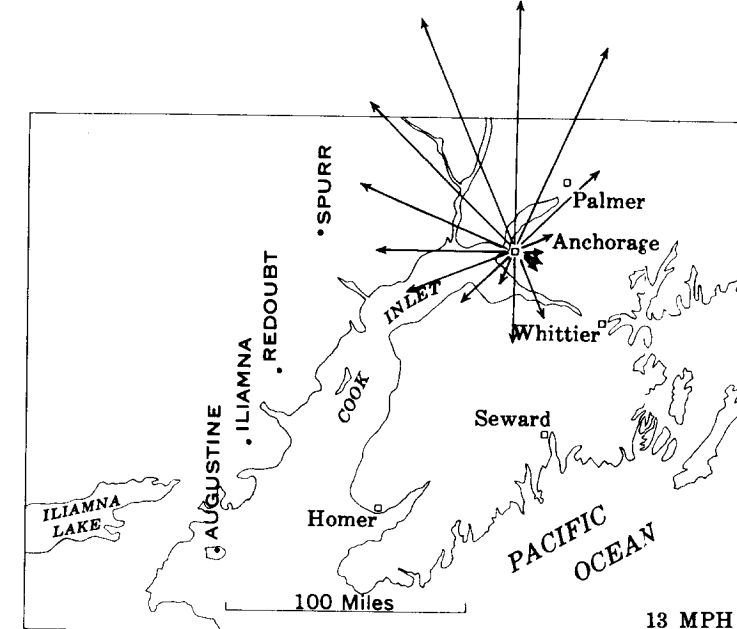 SPURR
Palmer
Anchorage
REDOUBT
INLET
Whittier
ILIAMNA
COOK
AUGUSTINE
Seward
ILIAMNA
LAKE
Homer
PACIFIC
OCEAN
100 Miles
13 MPH